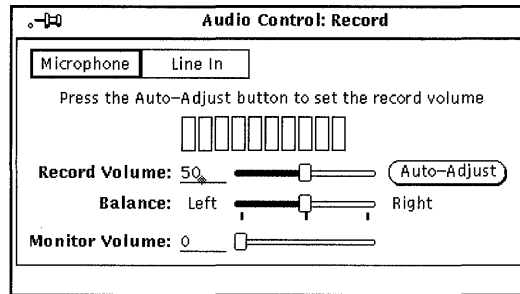 Audio Control: Record
Microphone Line In
Press the Auto-Adjust button to set the record volume
Record Volume: 50 Auto-Adjust
Balance: Left Right
Monitor Volume: 0